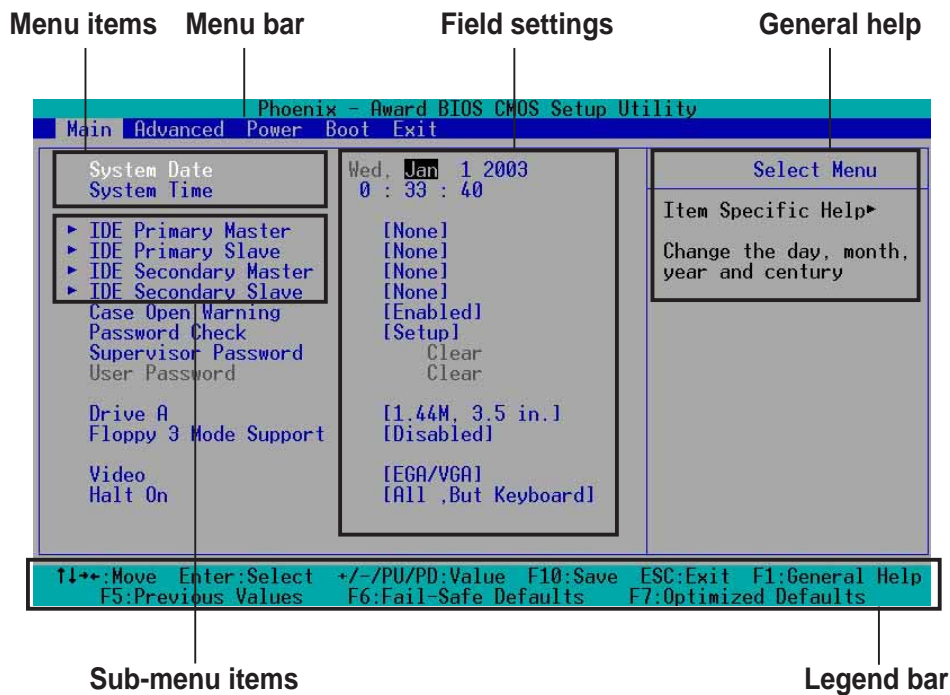 Menu items Menu bar Field settings General help
Phoenix - Award BIOS CMOS Setup Utility
Main Advanced Power Boot Exit
System Date Wed, Jan 1 2003 Select Menu
System Time 0 : 33 : 40
Item Specific Help►
► IDE Primary Master [None]
► IDE Primary Slave [None] Change the day, month,
► IDE Secondary Master [None] year and century
► IDE Secondary Slave [None]
Case Open Warning [Enabled]
Password Check [Setup]
Supervisor Password Clear
User Password Clear
Drive A [1.44M, 3.5 in.]
Floppy 3 Mode Support [Disabled]
Video [EGA/VGA]
Halt On [All ,But Keyboard]
↑↓→←:Move Enter:Select +/-/PU/PD:Value F10:Save ESC:Exit F1:General Help
F5:Previous Values F6:Fail-Safe Defaults F7:Optimized Defaults
Sub-menu items Legend bar